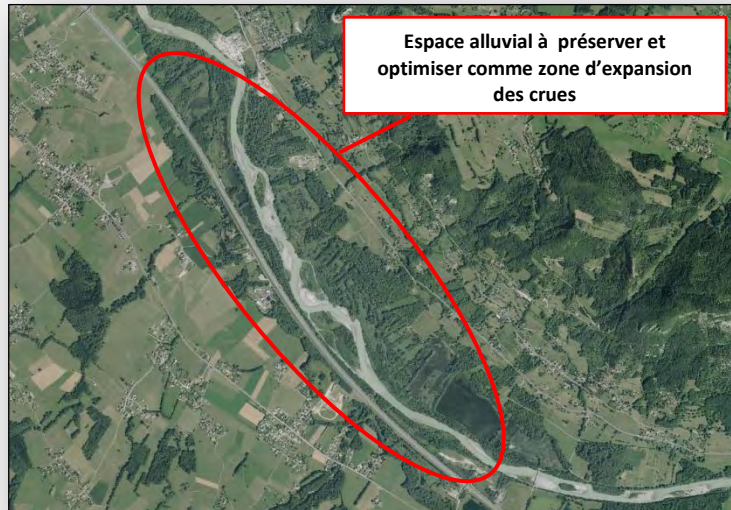 Espace alluvial à préserver et
optimiser comme zone d’expansion
des crues